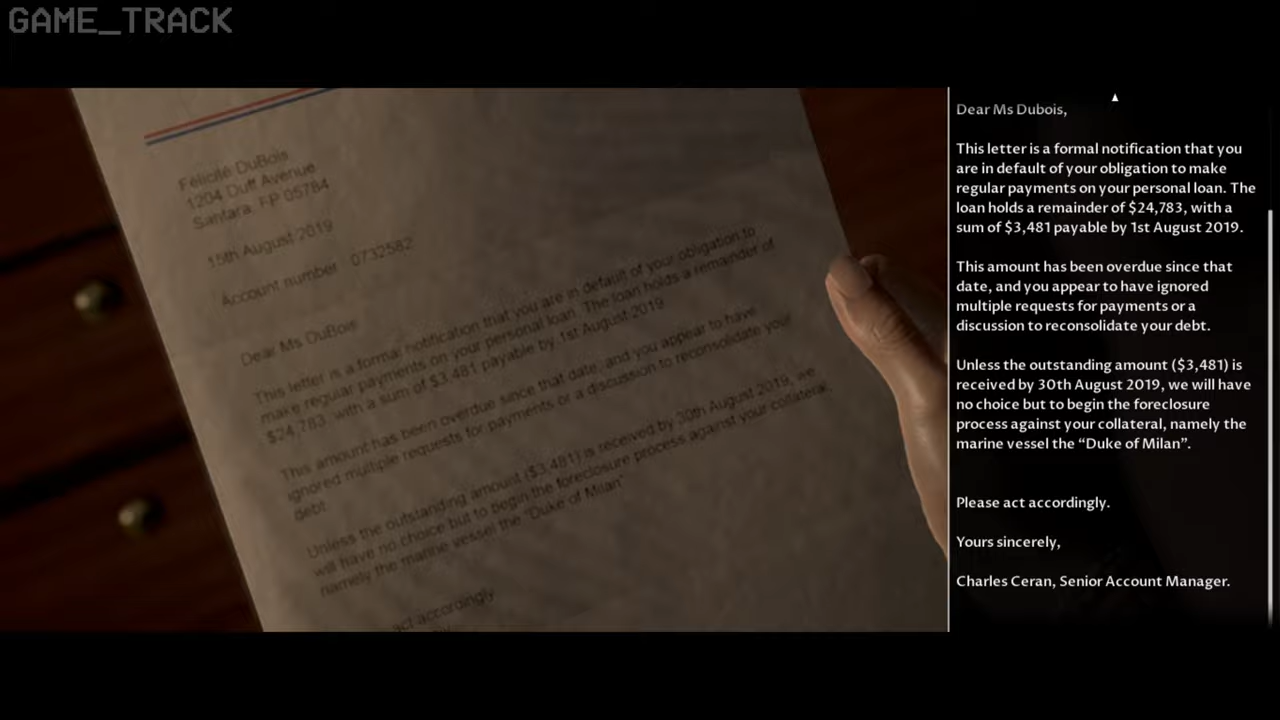 GAME_TRACK
Félicité DuBois
1204 Duff Avenue
Santara, FP 05784
15th August 2019
Account number 0732582
Dear Ms DuBois
This letter is a formal notification that you are in default of your obligation to
make regular payments on your personal loan. The loan holds a remainder of
$24,783, with a sum of $3,481 payable by 1st August 2019
This amount has been overdue since that date, and you appear to have
ignored multiple requests for payments or a discussion to reconsolidate your
debt.
Unless the outstanding amount ($3,481) is received by 30th August 2019, we
will have no choice but to begin the foreclosure process against your collateral,
namely the marine vessel the "Duke of Milan"
act accordingly
Dear Ms Dubois,
This letter is a formal notification that you
are in default of your obligation to make
regular payments on your personal loan. The
loan holds a remainder of $24,783, with a
sum of $3,481 payable by 1st August 2019.
This amount has been overdue since that
date, and you appear to have ignored
multiple requests for payments or a
discussion to reconsolidate your debt.
Unless the outstanding amount ($3,481) is
received by 30th August 2019, we will have
no choice but to begin the foreclosure
process against your collateral, namely the
marine vessel the “Duke of Milan”.
Please act accordingly.
Yours sincerely,
Charles Ceran, Senior Account Manager.